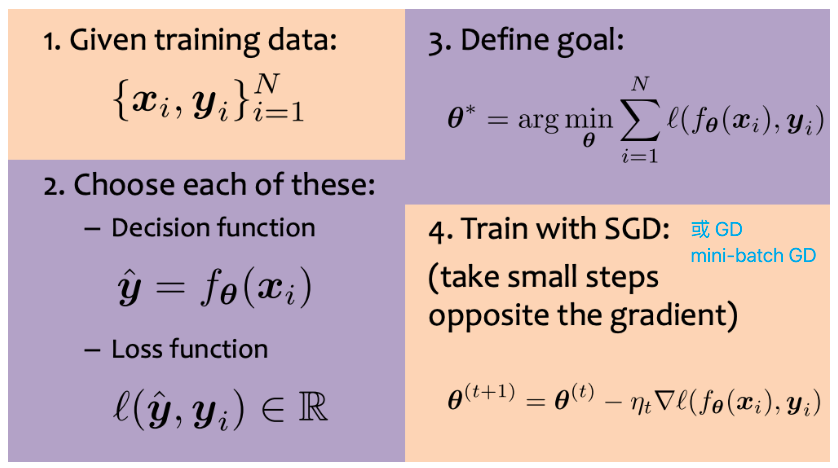 1. Given training data:
$\{\boldsymbol{x}_i, \boldsymbol{y}_i\}_{i=1}^{N}$
2. Choose each of these:
– Decision function
$\hat{\boldsymbol{y}} = f_{\boldsymbol{\theta}}(\boldsymbol{x}_i)$
– Loss function
$\ell(\hat{\boldsymbol{y}}, \boldsymbol{y}_i) \in \mathbb{R}$
3. Define goal:
$\boldsymbol{\theta}^* = \arg\min_{\boldsymbol{\theta}} \sum_{i=1}^{N} \ell(f_{\boldsymbol{\theta}}(\boldsymbol{x}_i), \boldsymbol{y}_i)$
4. Train with SGD:
或 GD
mini-batch GD
(take small steps
opposite the gradient)
$\boldsymbol{\theta}^{(t+1)} = \boldsymbol{\theta}^{(t)} - \eta_t \nabla \ell(f_{\boldsymbol{\theta}}(\boldsymbol{x}_i), \boldsymbol{y}_i)$